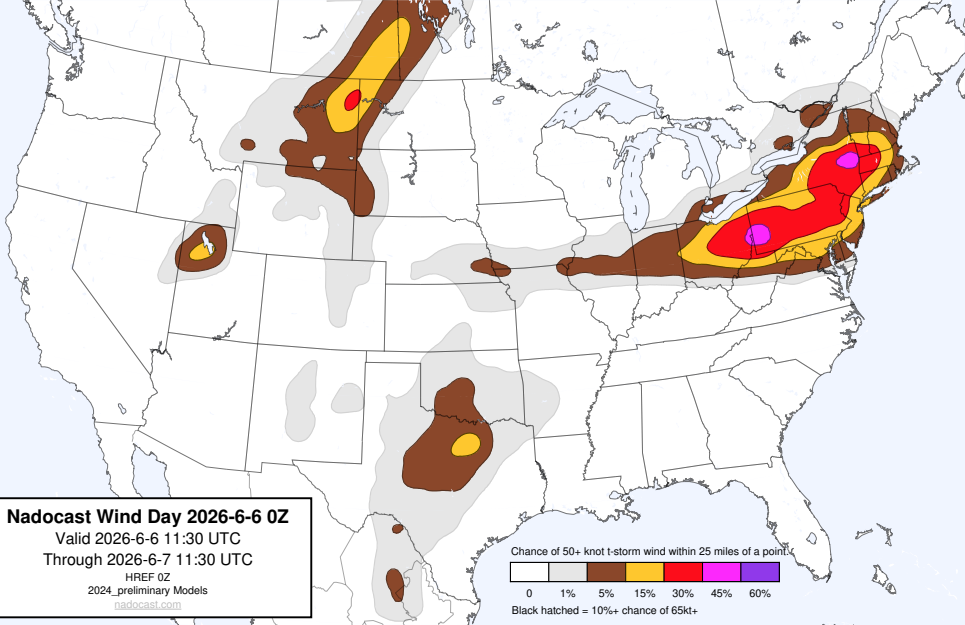 Nadocast Wind Day 2026-6-6 0Z
Valid 2026-6-6 11:30 UTC
Through 2026-6-7 11:30 UTC
HREF 0Z
2024_preliminary Models
nadocast.com
Chance of 50+ knot t-storm wind within 25 miles of a point.
0 1% 5% 15% 30% 45% 60%
Black hatched = 10%+ chance of 65kt+